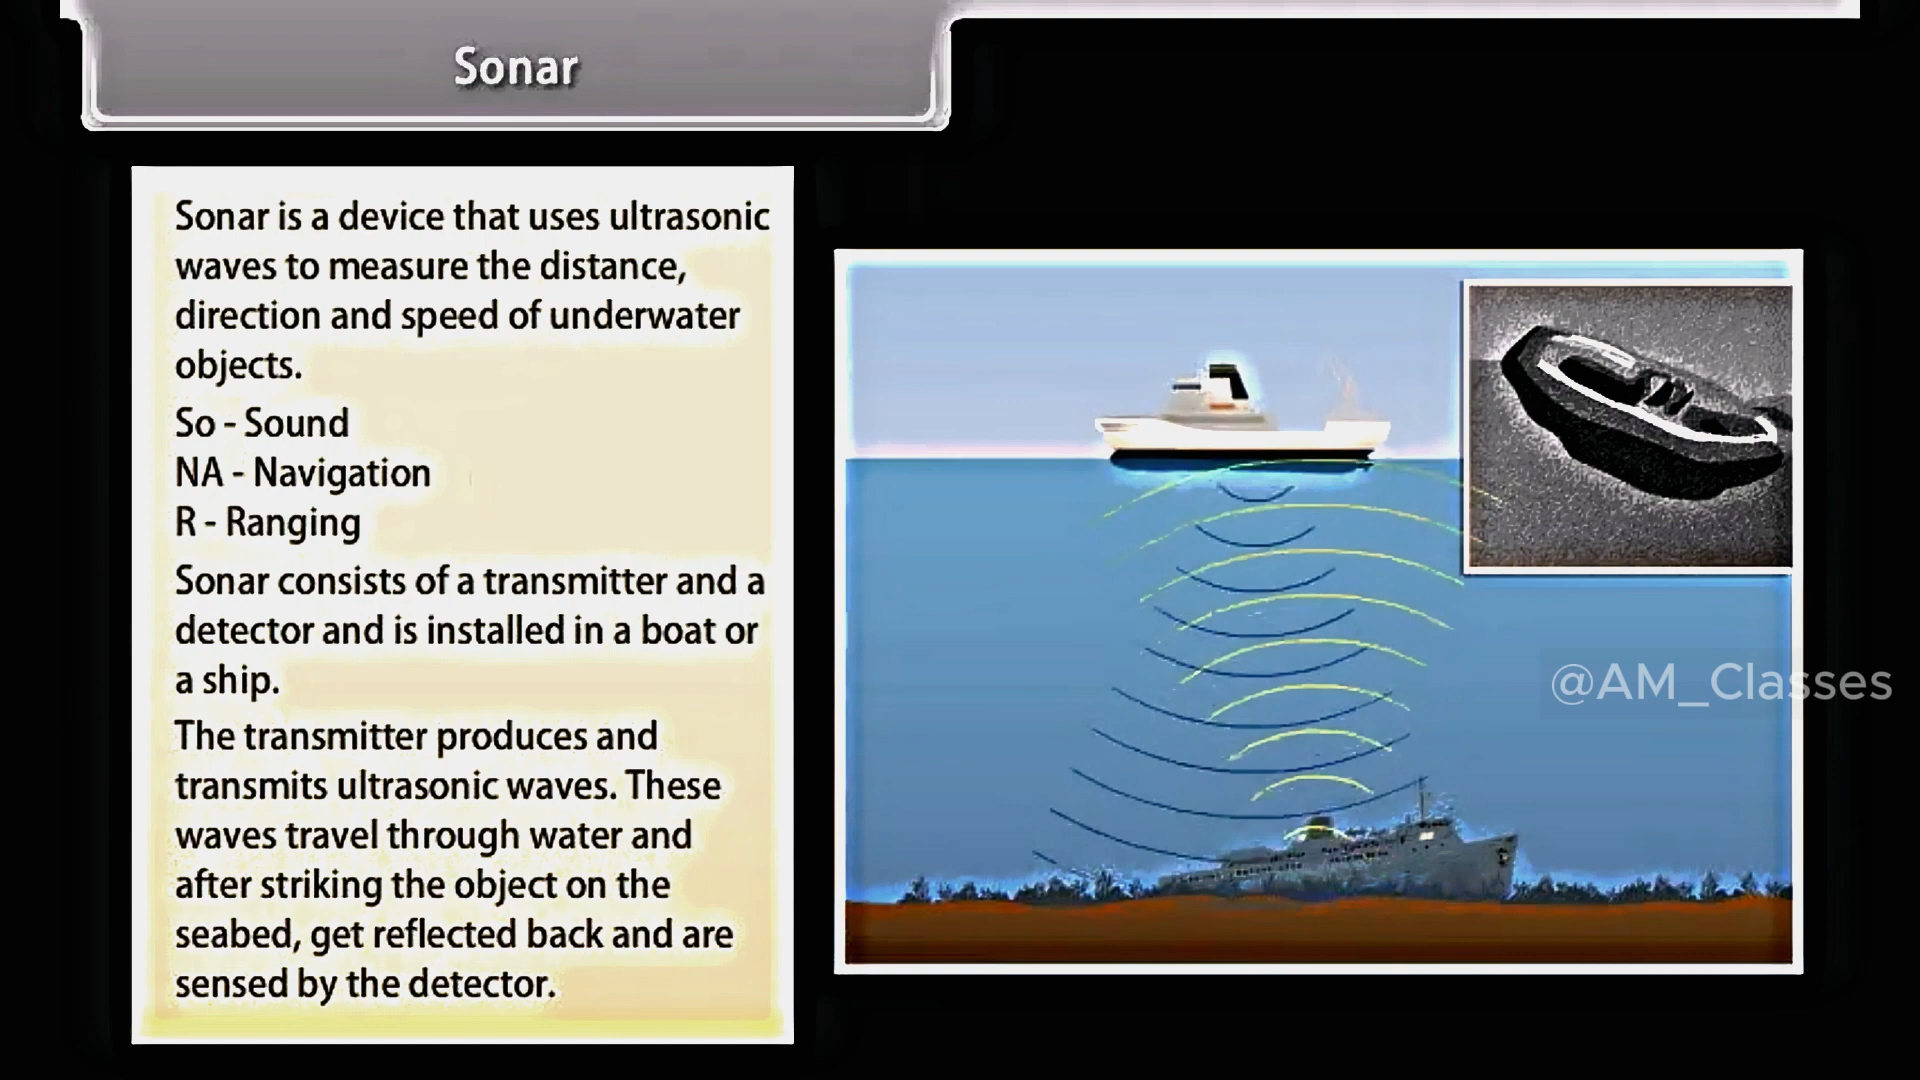 Sonar
Sonar is a device that uses ultrasonic
waves to measure the distance,
direction and speed of underwater
objects.
So - Sound
NA - Navigation
R - Ranging
Sonar consists of a transmitter and a
detector and is installed in a boat or
a ship.
The transmitter produces and
transmits ultrasonic waves. These
waves travel through water and
after striking the object on the
seabed, get reflected back and are
sensed by the detector.
@AM_Classes